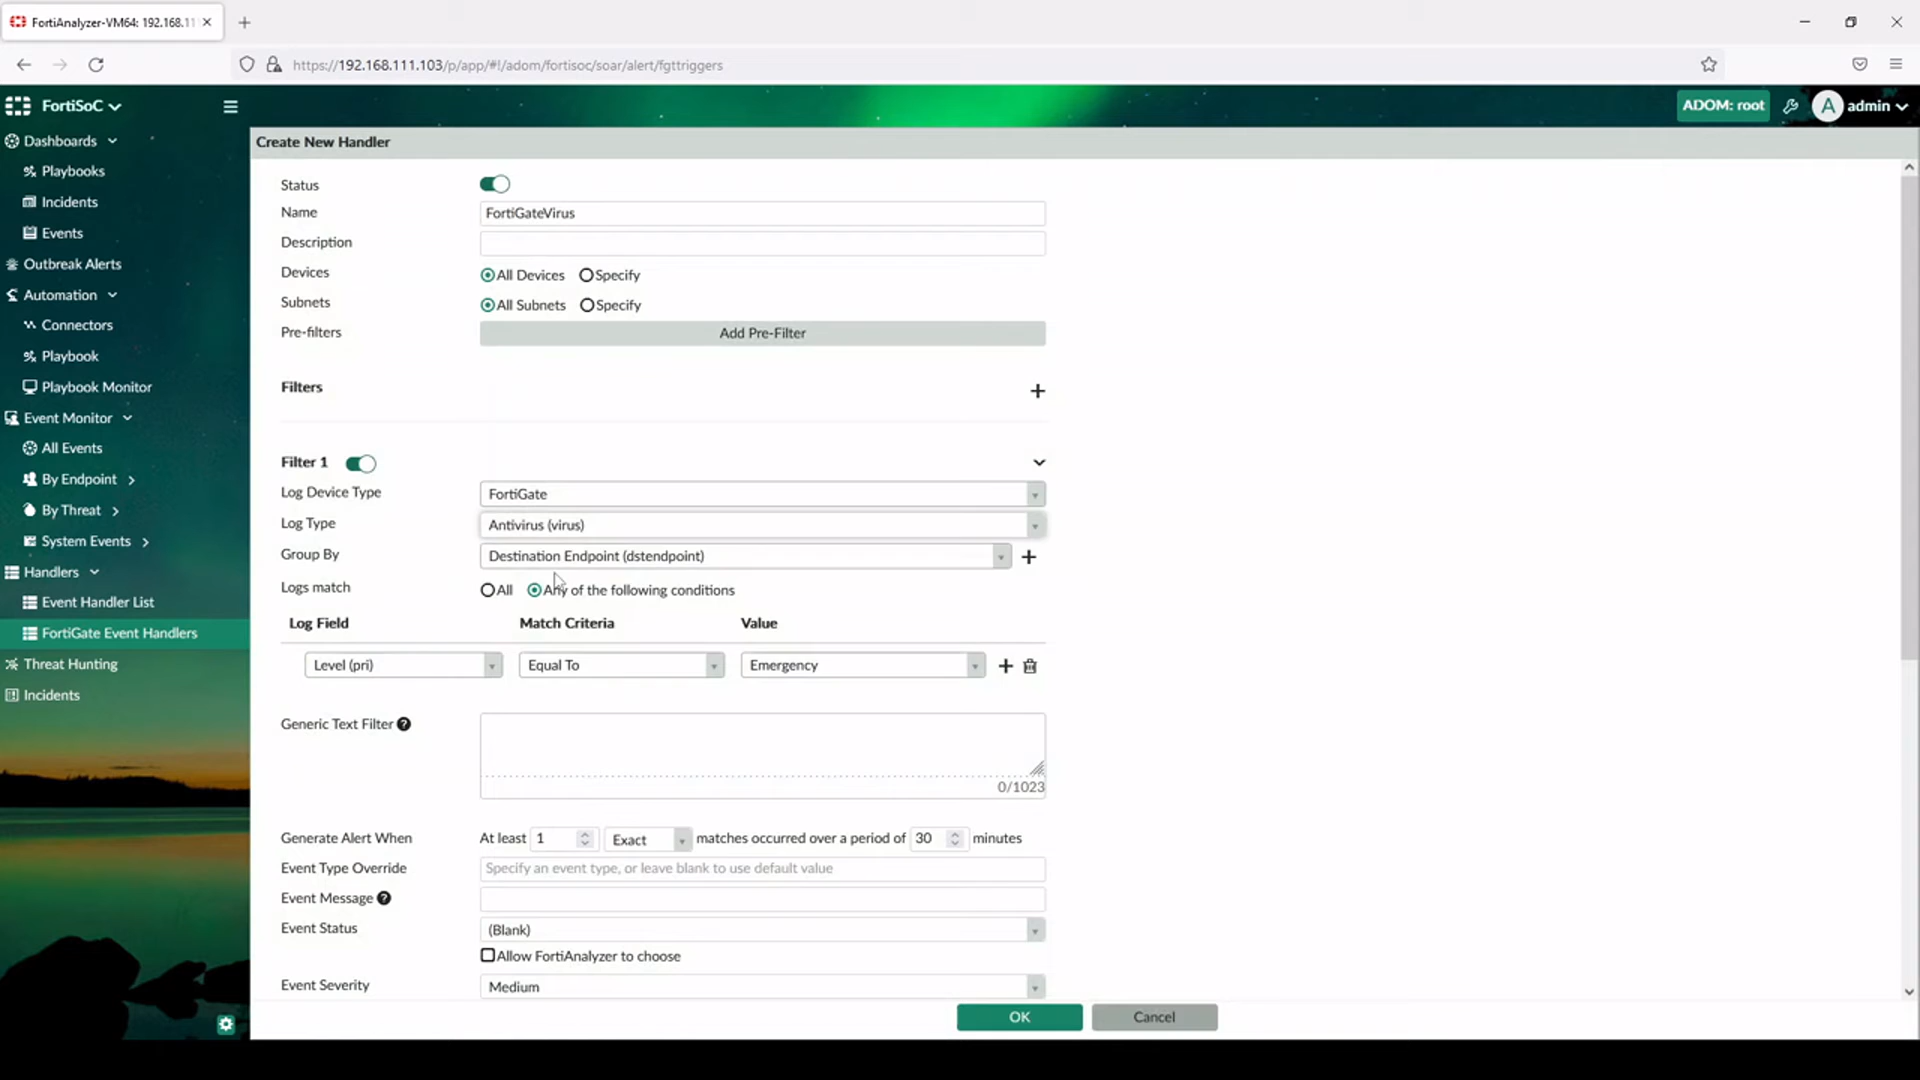 FortiAnalyzer-VM64: 192.168.11
https://192.168.111.103/p/app/#!/adom/fortisoc/soar/alert/fgttriggers
FortiSoC
ADOM: root
A
admin
Dashboards
Playbooks
Incidents
Events
Outbreak Alerts
Automation
Connectors
Playbook
Playbook Monitor
Event Monitor
All Events
By Endpoint
By Threat
System Events
Handlers
Event Handler List
FortiGate Event Handlers
Threat Hunting
Incidents
Create New Handler
Status
Name FortiGateVirus
Description
Devices All Devices Specify
Subnets All Subnets Specify
Pre-filters Add Pre-Filter
Filters
Filter 1
Log Device Type FortiGate
Log Type Antivirus (virus)
Group By Destination Endpoint (dstendpoint)
Logs match All Any of the following conditions
Log Field Match Criteria Value
Level (pri) Equal To Emergency
Generic Text Filter
0/1023
Generate Alert When At least 1 Exact matches occurred over a period of 30 minutes
Event Type Override Specify an event type, or leave blank to use default value
Event Message
Event Status (Blank)
Allow FortiAnalyzer to choose
Event Severity Medium
OK Cancel